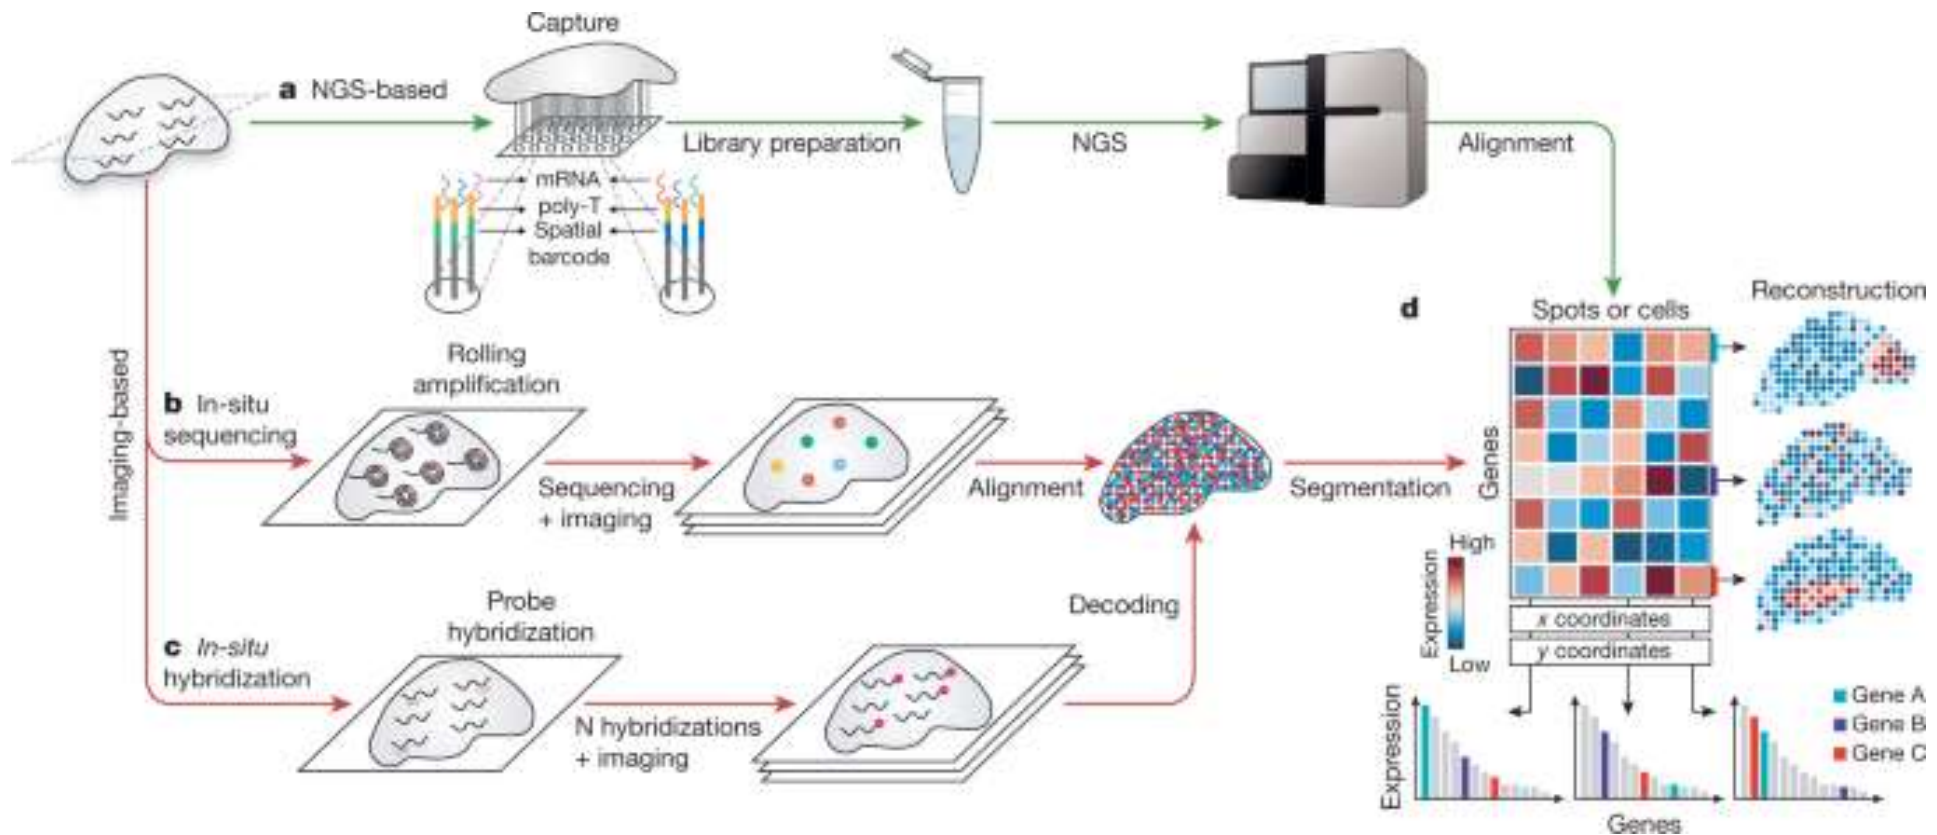 Capture
a NGS-based
Library preparation
NGS
Alignment
mRNA
poly-T
Spatial
barcode
Imaging-based
b In-situ
sequencing
Rolling
amplification
Sequencing
+ imaging
Alignment
Segmentation
c In-situ
hybridization
Probe
hybridization
N hybridizations
+ imaging
Decoding
d
Spots or cells
Reconstruction
Genes
High
Expression
Low
x coordinates
y coordinates
Expression
Genes
Gene A
Gene B
Gene C